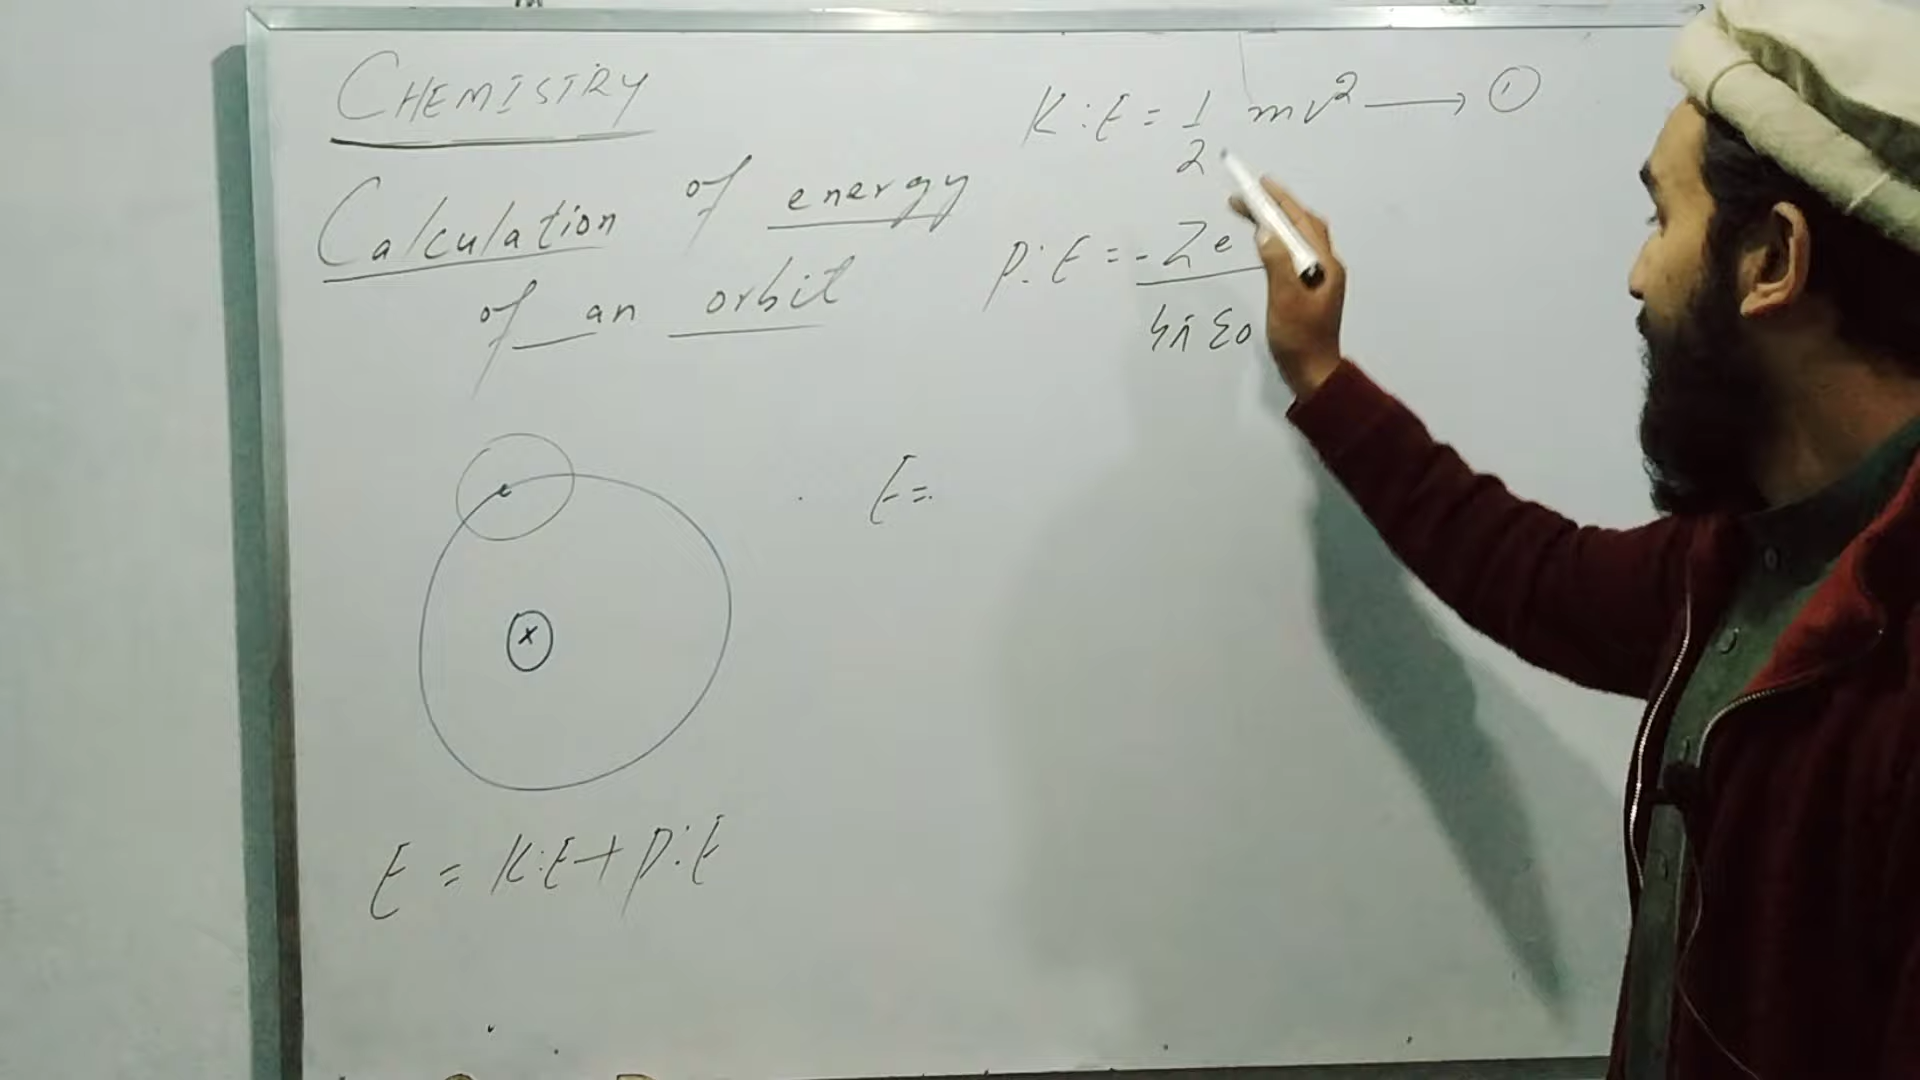 CHEMISTRY
Calculation of energy
of an orbit
K.E = 1/2 mv² → ①
P.E = -Ze
4π ε0
E =
x
E = K.E + P.E